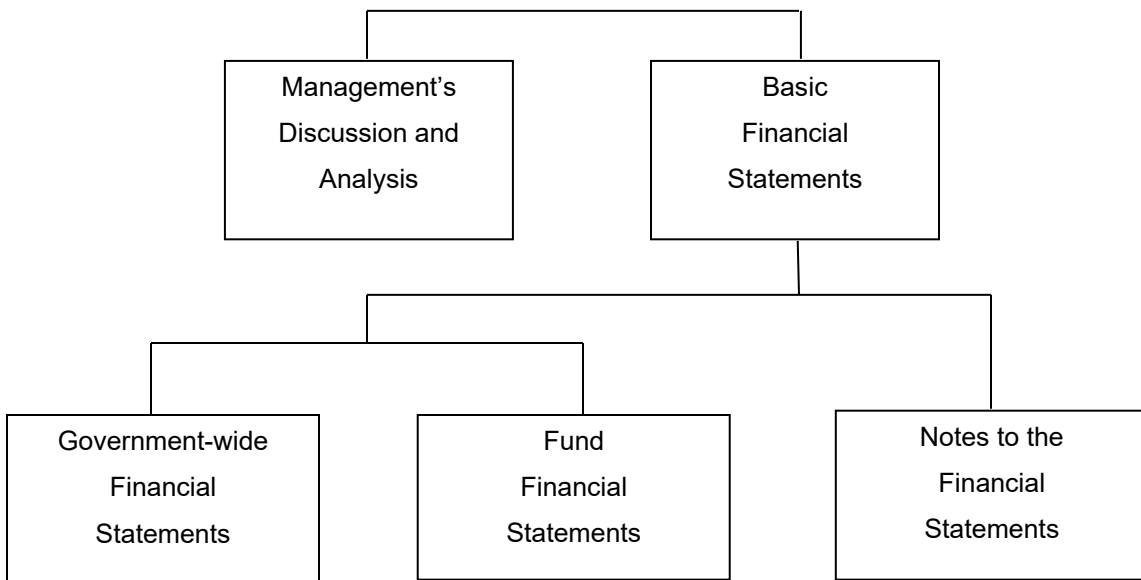 Management’s
Discussion and
Analysis
Basic
Financial
Statements
Government-wide
Financial
Statements
Fund
Financial
Statements
Notes to the
Financial
Statements